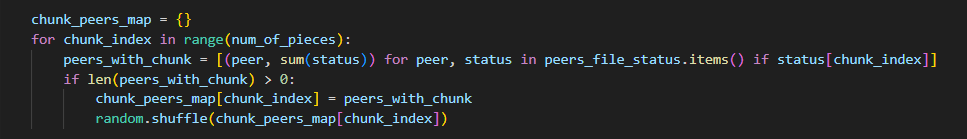 chunk_peers_map = {}
for chunk_index in range(num_of_pieces):
    peers_with_chunk = [(peer, sum(status)) for peer, status in peers_file_status.items() if status[chunk_index]]
    if len(peers_with_chunk) > 0:
        chunk_peers_map[chunk_index] = peers_with_chunk
        random.shuffle(chunk_peers_map[chunk_index])